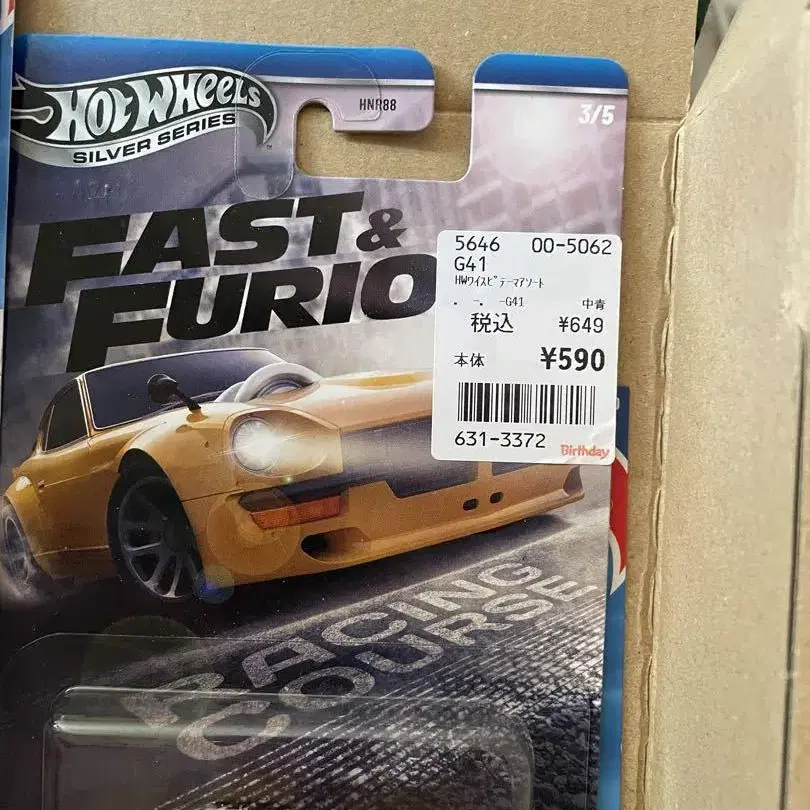 HOT WHEELS
™
SILVER SERIES
HNR88
3/5
FAST &
FURIO
5646 00-5062
G41
HWワイスピテーマアソート
. -. -G41 中青
税込 ¥649
本体 ¥590
631-3372
Birthday
RACING
COURSE